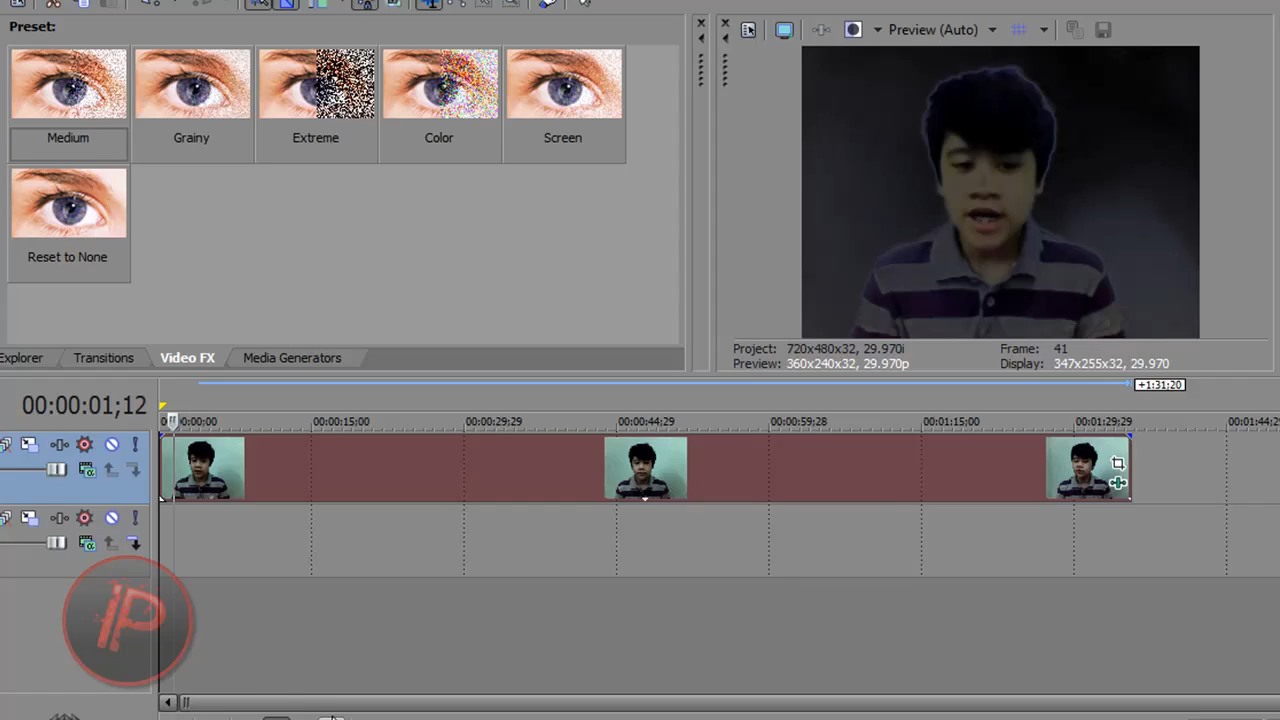 Preset:
Preview (Auto)
Medium
Grainy
Extreme
Color
Screen
Reset to None
Explorer
Transitions
Video FX
Media Generators
Project: 720x480x32, 29.970i
Frame: 41
Preview: 360x240x32, 29.970p
Display: 347x255x32, 29.970
+1:31;20
00:00:01;12
0:00:00
00:00:15;00
00:00:29;29
00:00:44;29
00:00:59;28
00:01:15;00
00:01:29;29
00:01:44;29
IP